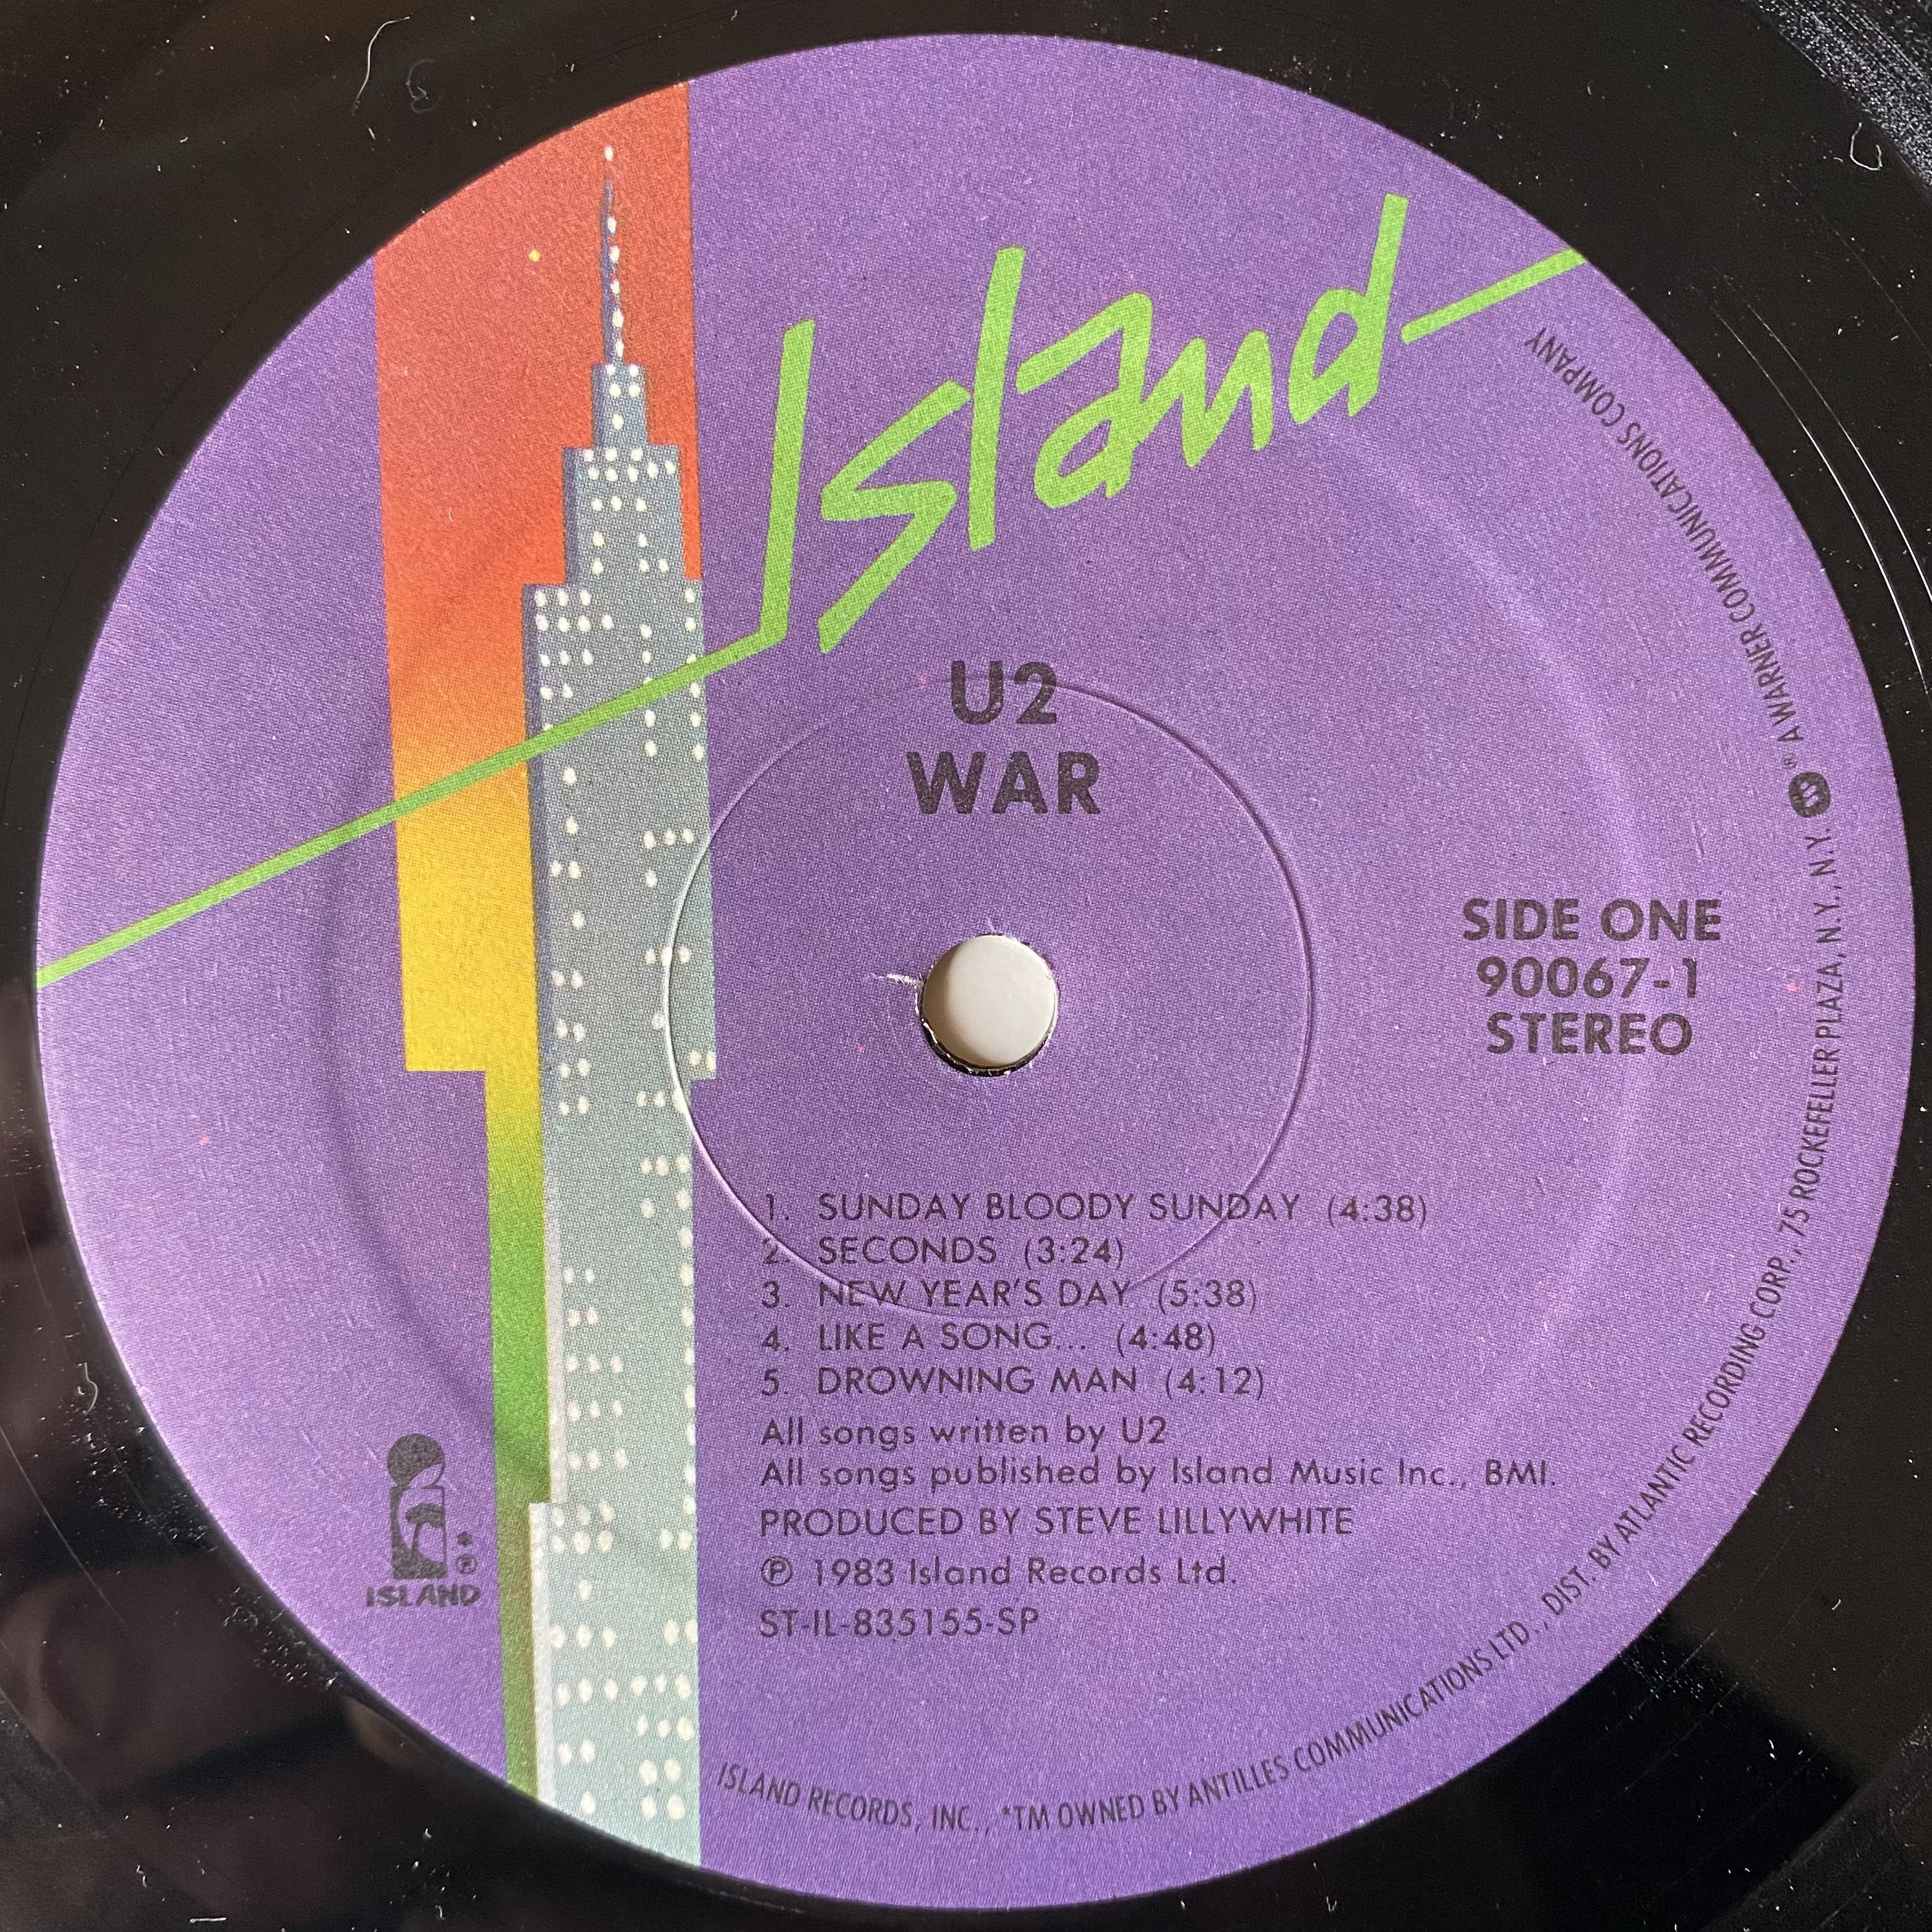 Island
U2
WAR
SIDE ONE
90067-1
STEREO
1. SUNDAY BLOODY SUNDAY (4:38)
2. SECONDS (3:24)
3. NEW YEAR'S DAY (5:38)
4. LIKE A SONG... (4:48)
5. DROWNING MAN (4:12)
All songs written by U2
All songs published by Island Music Inc., BMI.
PRODUCED BY STEVE LILLYWHITE
℗ 1983 Island Records Ltd.
ST-IL-835155-SP
*®
ISLAND
ISLAND RECORDS, INC., *TM OWNED BY ANTILLES COMMUNICATIONS LTD., DIST. BY ATLANTIC RECORDING CORP., 75 ROCKEFELLER PLAZA, N.Y., N.Y. ® A WARNER COMMUNICATIONS COMPANY